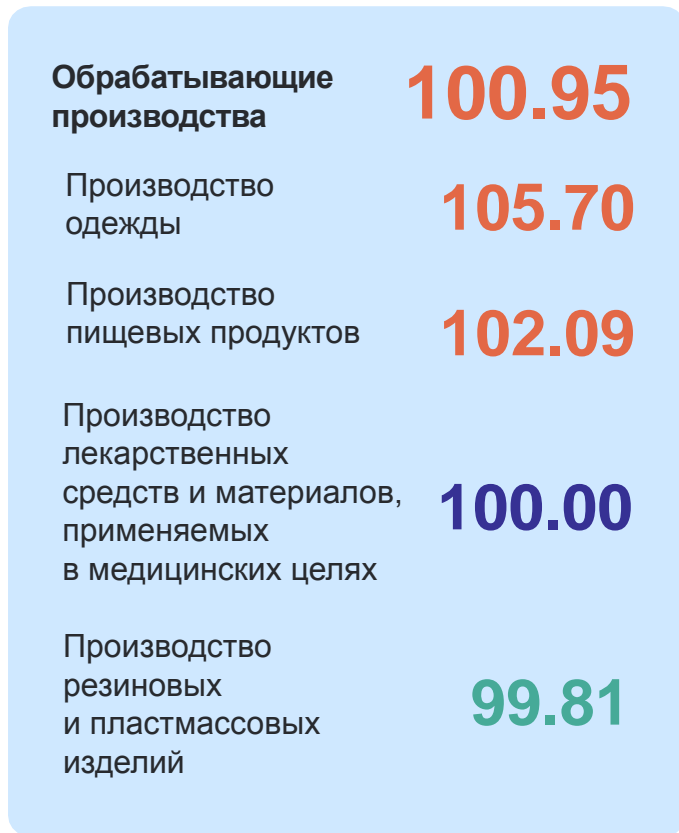 Обрабатывающие
производства
100.95
Производство
одежды
105.70
Производство
пищевых продуктов
102.09
Производство
лекарственных
средств и материалов,
применяемых
в медицинских целях
100.00
Производство
резиновых
и пластмассовых
изделий
99.81